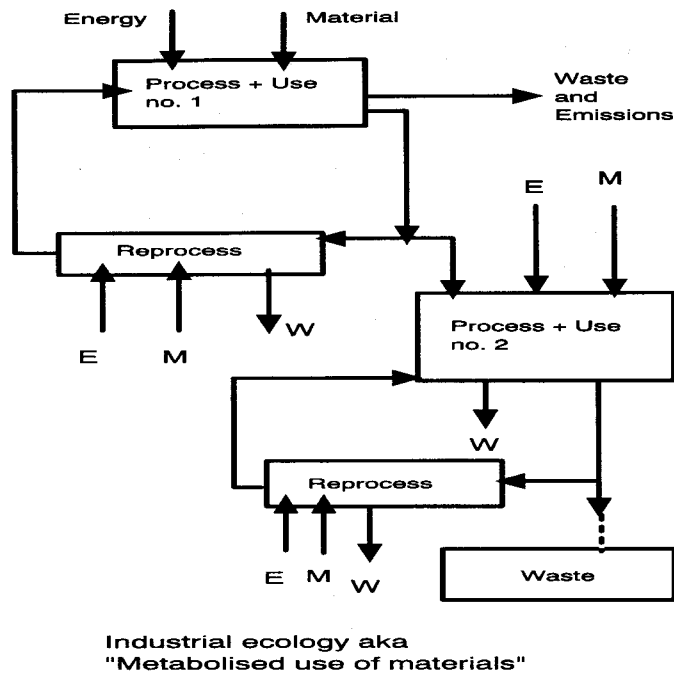 Energy
Material
Process + Use
no. 1
Waste
and
Emissions
E
M
Reprocess
E
M
W
Process + Use
no. 2
W
Reprocess
E
M
W
Waste
Industrial ecology aka
"Metabolised use of materials"